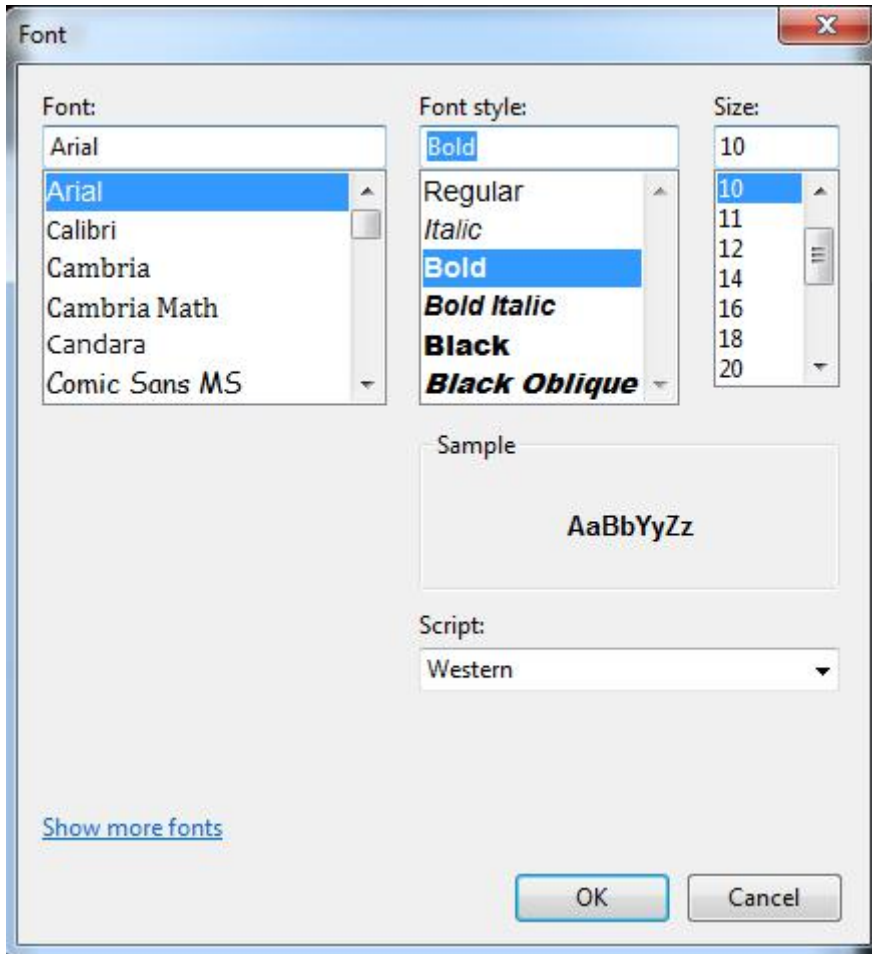 Font
Font:
Arial
Arial
Calibri
Cambria
Cambria Math
Candara
Comic Sans MS
Font style:
Bold
Regular
Italic
Bold
Bold Italic
Black
Black Oblique
Size:
10
10
11
12
14
16
18
20
Sample
AaBbYyZz
Script:
Western
Show more fonts
OK
Cancel